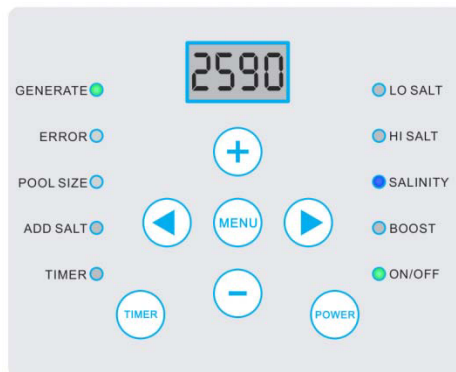 2590
GENERATE
LO SALT
ERROR
+
HI SALT
POOL SIZE
SALINITY
ADD SALT
MENU
BOOST
TIMER
−
ON/OFF
TIMER
POWER